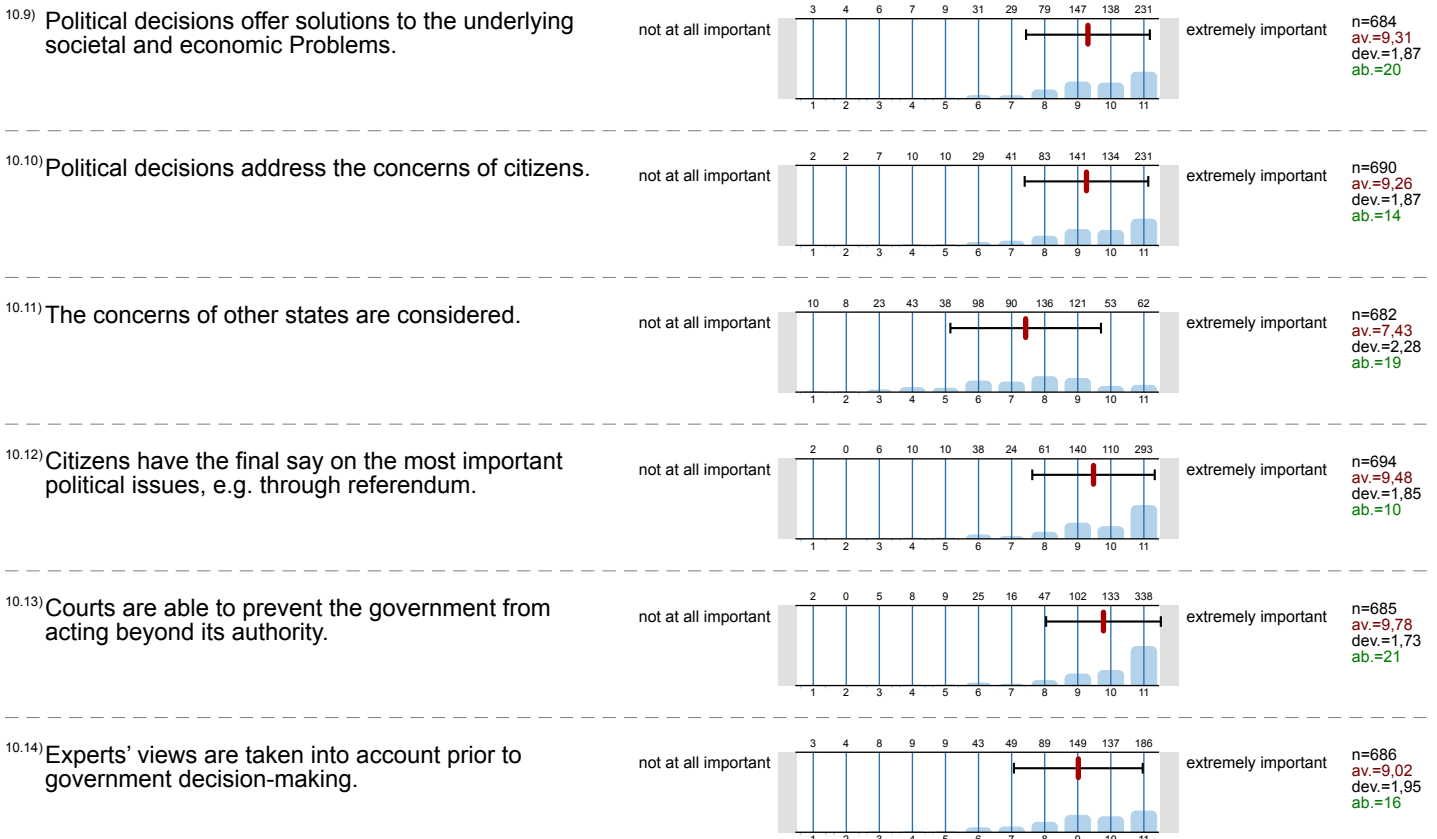 10.9) Political decisions offer solutions to the underlying
societal and economic Problems.
not at all important
3 4 6 7 9 31 29 79 147 138 231
1 2 3 4 5 6 7 8 9 10 11
extremely important
n=684
av.=9,31
dev.=1,87
ab.=20
10.10) Political decisions address the concerns of citizens.
not at all important
2 2 7 10 10 29 41 83 141 134 231
1 2 3 4 5 6 7 8 9 10 11
extremely important
n=690
av.=9,26
dev.=1,87
ab.=14
10.11) The concerns of other states are considered.
not at all important
10 8 23 43 38 98 90 136 121 53 62
1 2 3 4 5 6 7 8 9 10 11
extremely important
n=682
av.=7,43
dev.=2,28
ab.=19
10.12) Citizens have the final say on the most important
political issues, e.g. through referendum.
not at all important
2 0 6 10 10 38 24 61 140 110 293
1 2 3 4 5 6 7 8 9 10 11
extremely important
n=694
av.=9,48
dev.=1,85
ab.=10
10.13) Courts are able to prevent the government from
acting beyond its authority.
not at all important
2 0 5 8 9 25 16 47 102 133 338
1 2 3 4 5 6 7 8 9 10 11
extremely important
n=685
av.=9,78
dev.=1,73
ab.=21
10.14) Experts’ views are taken into account prior to
government decision-making.
not at all important
3 4 8 9 9 43 49 89 149 137 186
1 2 3 4 5 6 7 8 9 10 11
extremely important
n=686
av.=9,02
dev.=1,95
ab.=16